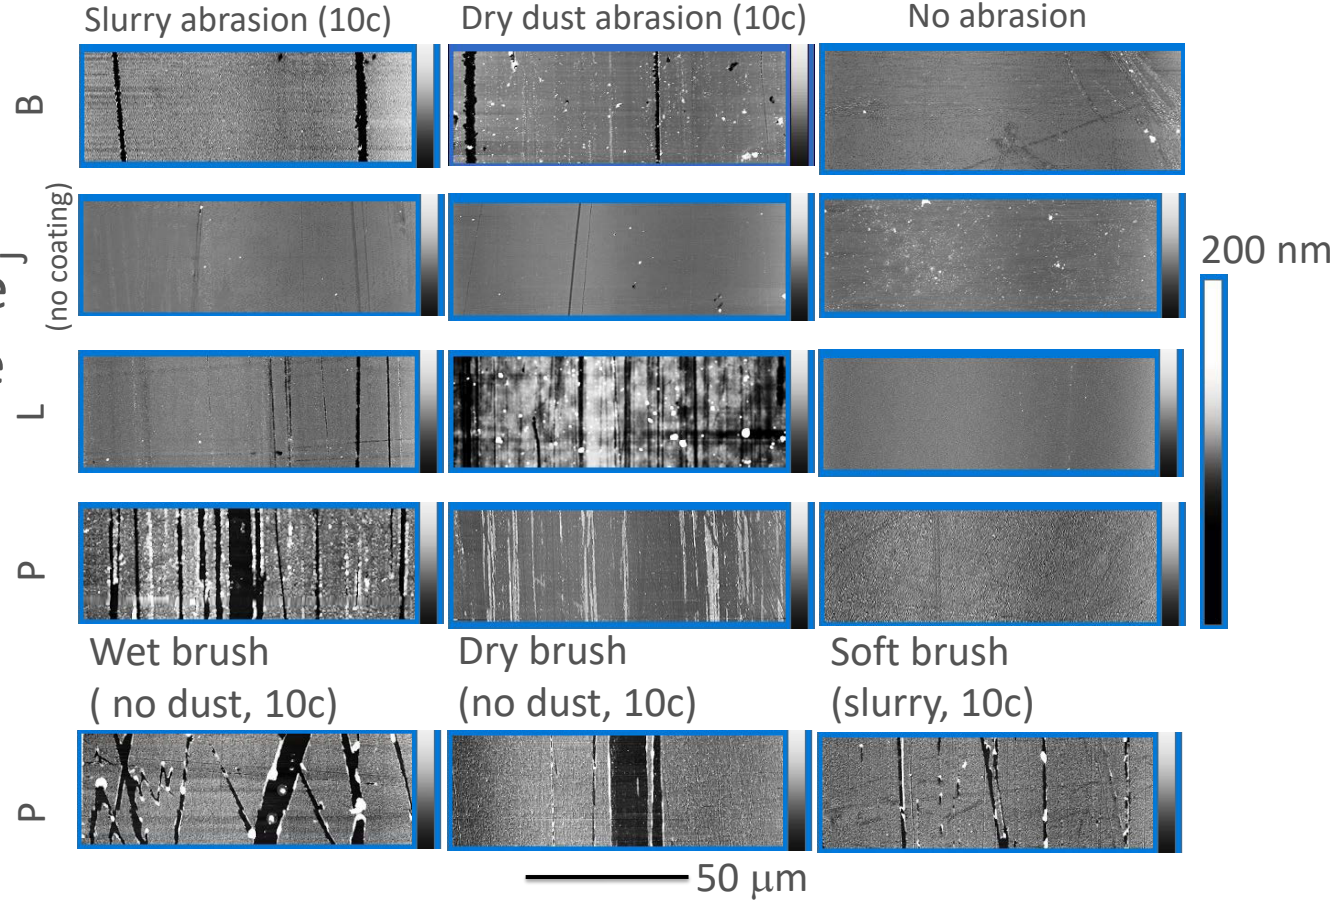 Slurry abrasion (10c)
Dry dust abrasion (10c)
No abrasion
B
J
(no coating)
200 nm
L
P
Wet brush
( no dust, 10c)
Dry brush
(no dust, 10c)
Soft brush
(slurry, 10c)
P
50 μm